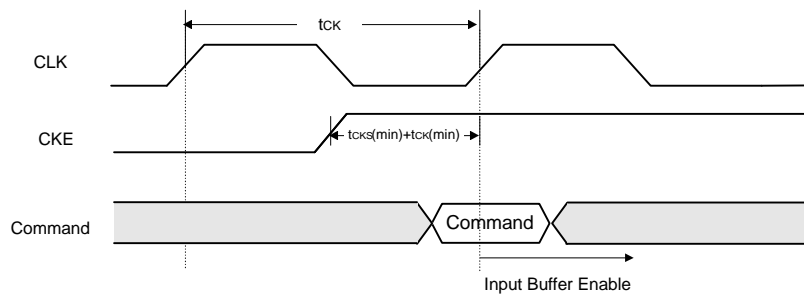 tCK
CLK
CKE
tCKS(min)+tCK(min)
Command
Command
Input Buffer Enable